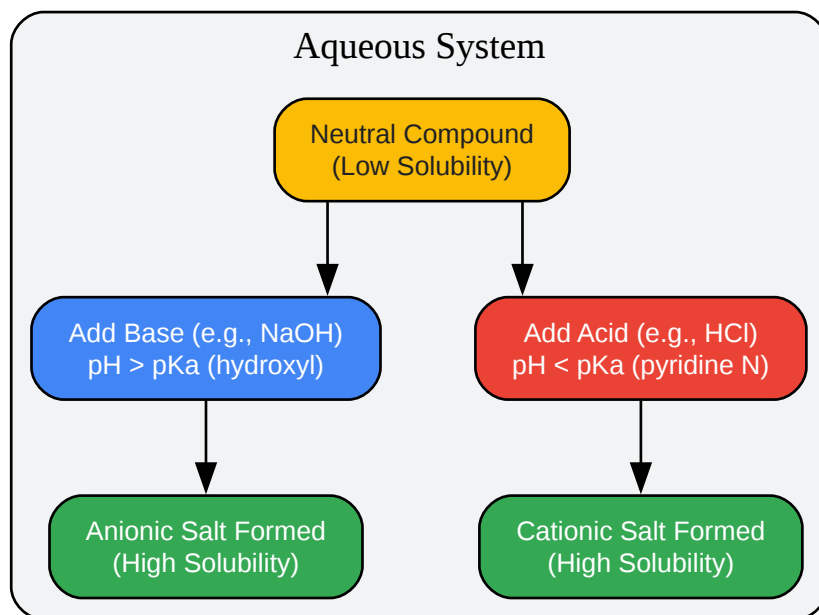 Aqueous System
Neutral Compound
(Low Solubility)
Add Base (e.g., NaOH)
pH > pKa (hydroxyl)
Add Acid (e.g., HCl)
pH < pKa (pyridine N)
Anionic Salt Formed
(High Solubility)
Cationic Salt Formed
(High Solubility)